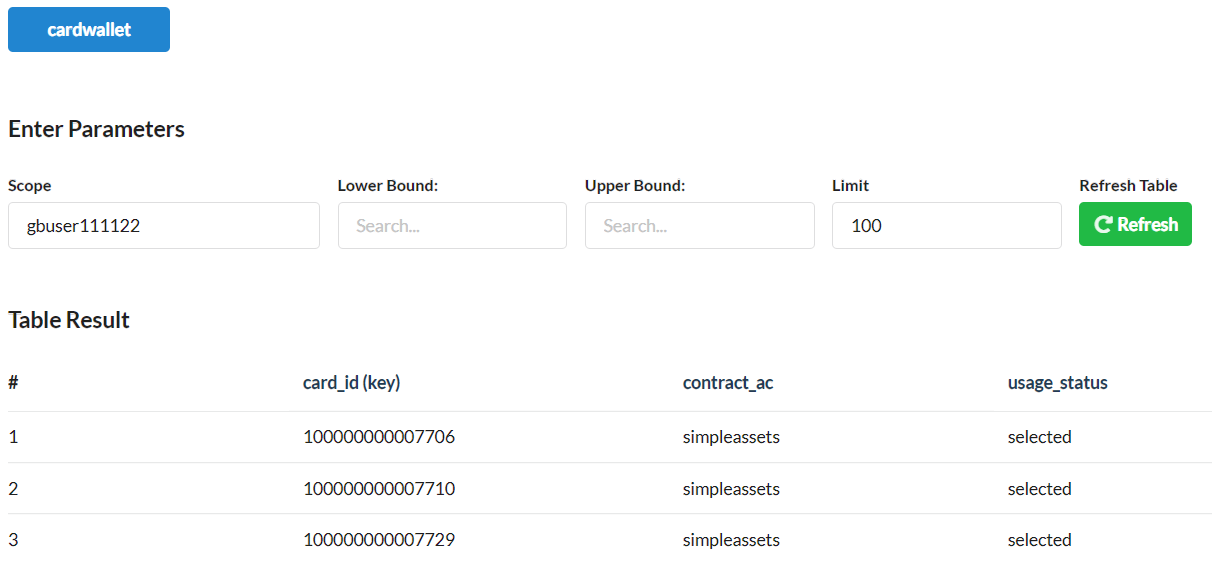 cardwallet
Enter Parameters
Scope Lower Bound: Upper Bound: Limit Refresh Table
gbuser111122 Search... Search... 100 Refresh
Table Result
# card_id (key) contract_ac usage_status
1 100000000007706 simpleassets selected
2 100000000007710 simpleassets selected
3 100000000007729 simpleassets selected